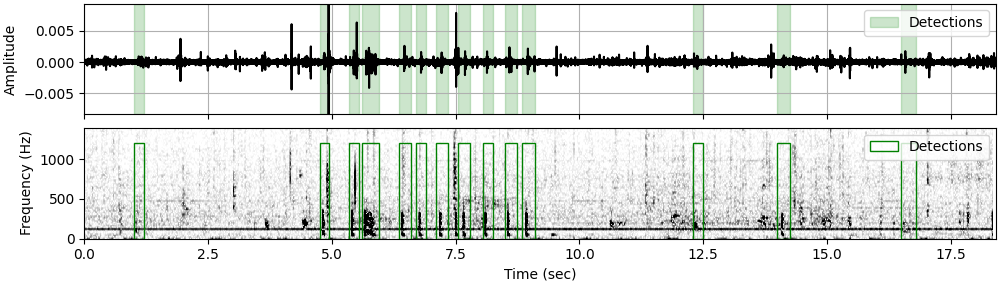 0.005
0.000
−0.005
Amplitude
Detections
1000
500
0
Frequency (Hz)
Detections
0.0 2.5 5.0 7.5 10.0 12.5 15.0 17.5
Time (sec)